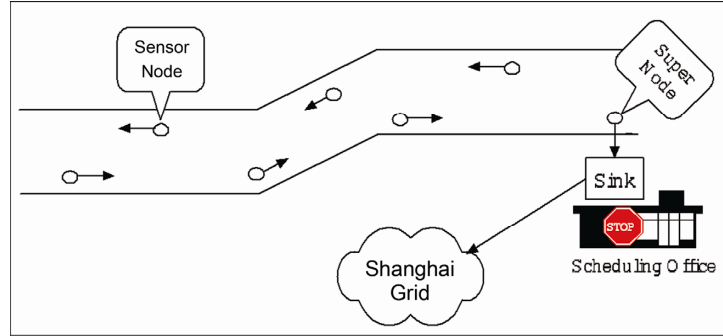 Sensor
Node
Super
Node
Sink
STOP
Scheduling Office
Shanghai
Grid